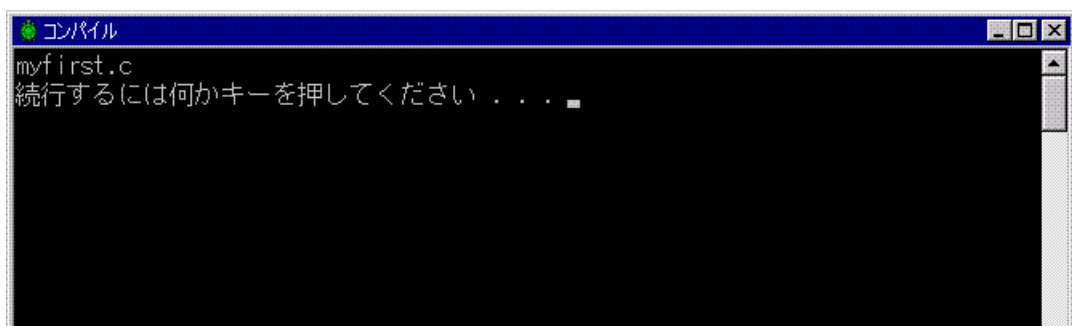 コンパイル
myfirst.c
続行するには何かキーを押してください . . .